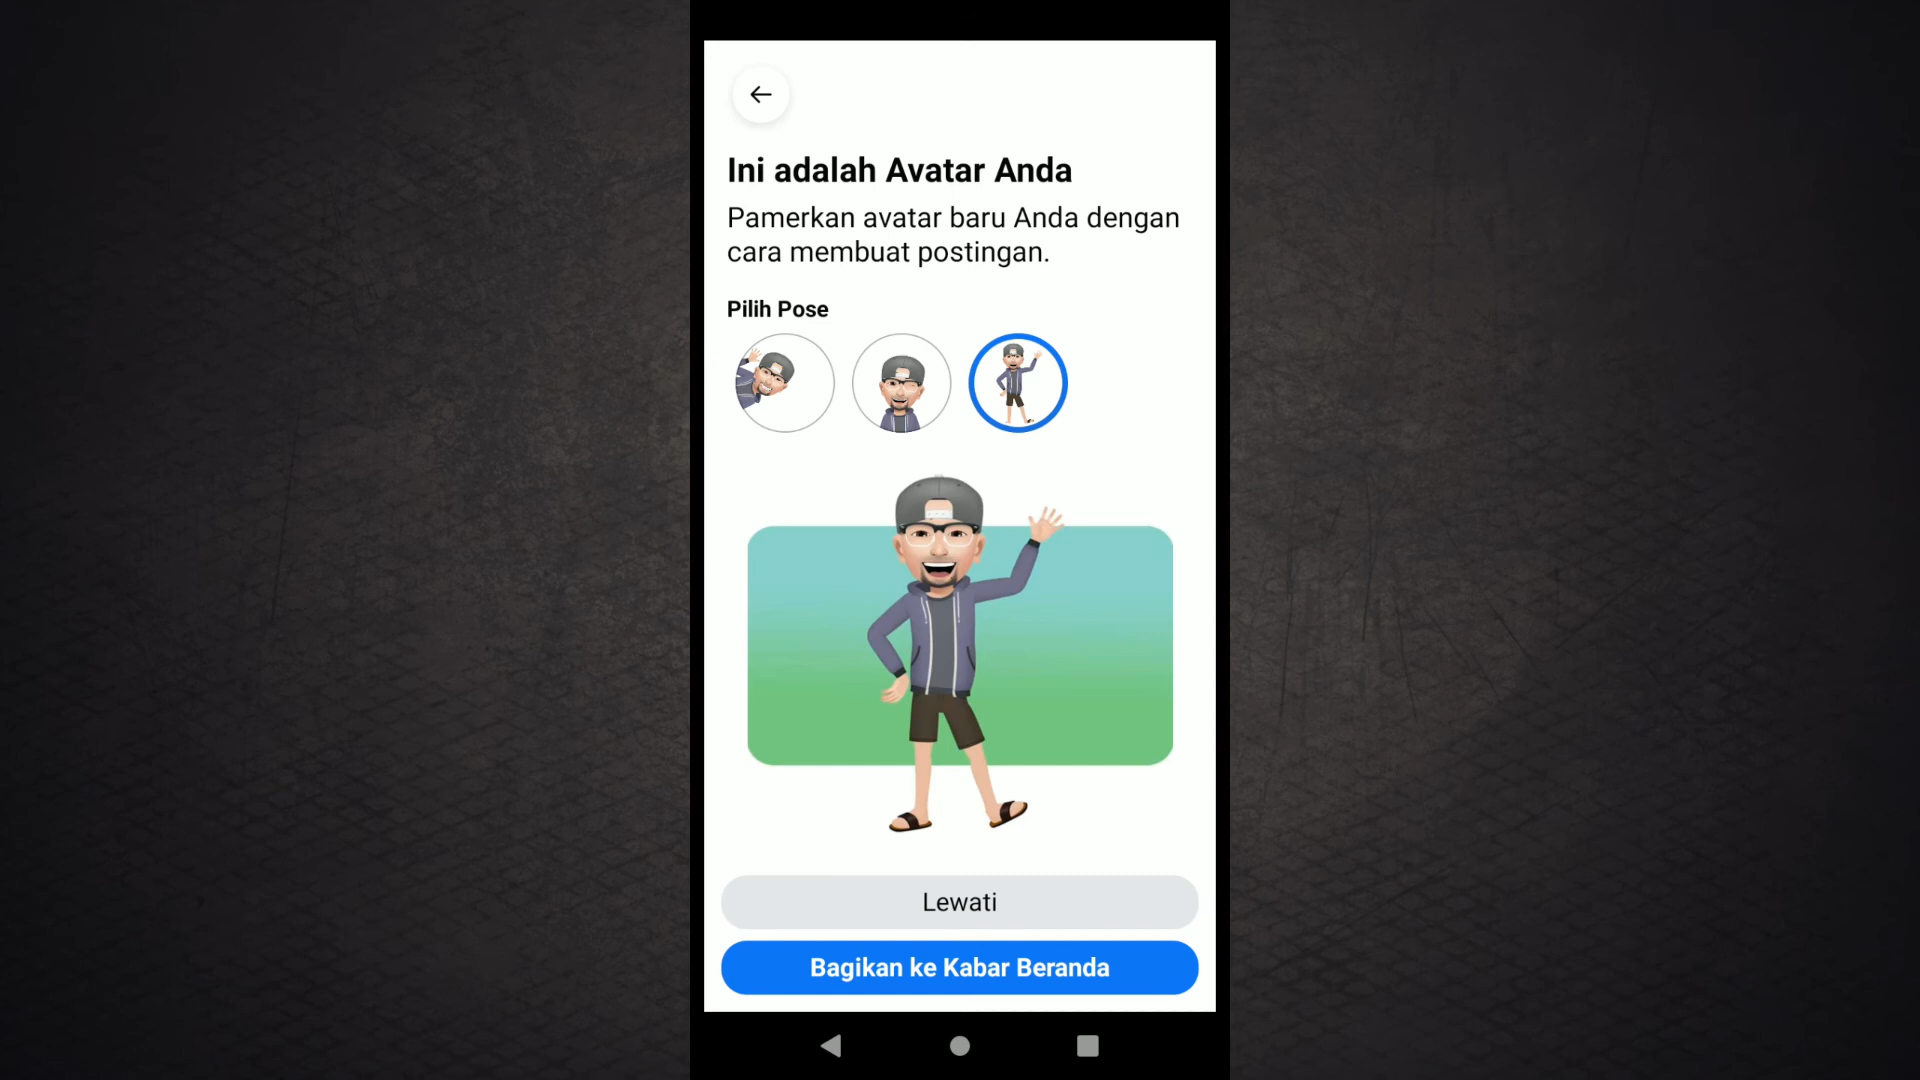 Ini adalah Avatar Anda
Pamerkan avatar baru Anda dengan
cara membuat postingan.
Pilih Pose
Lewati
Bagikan ke Kabar Beranda